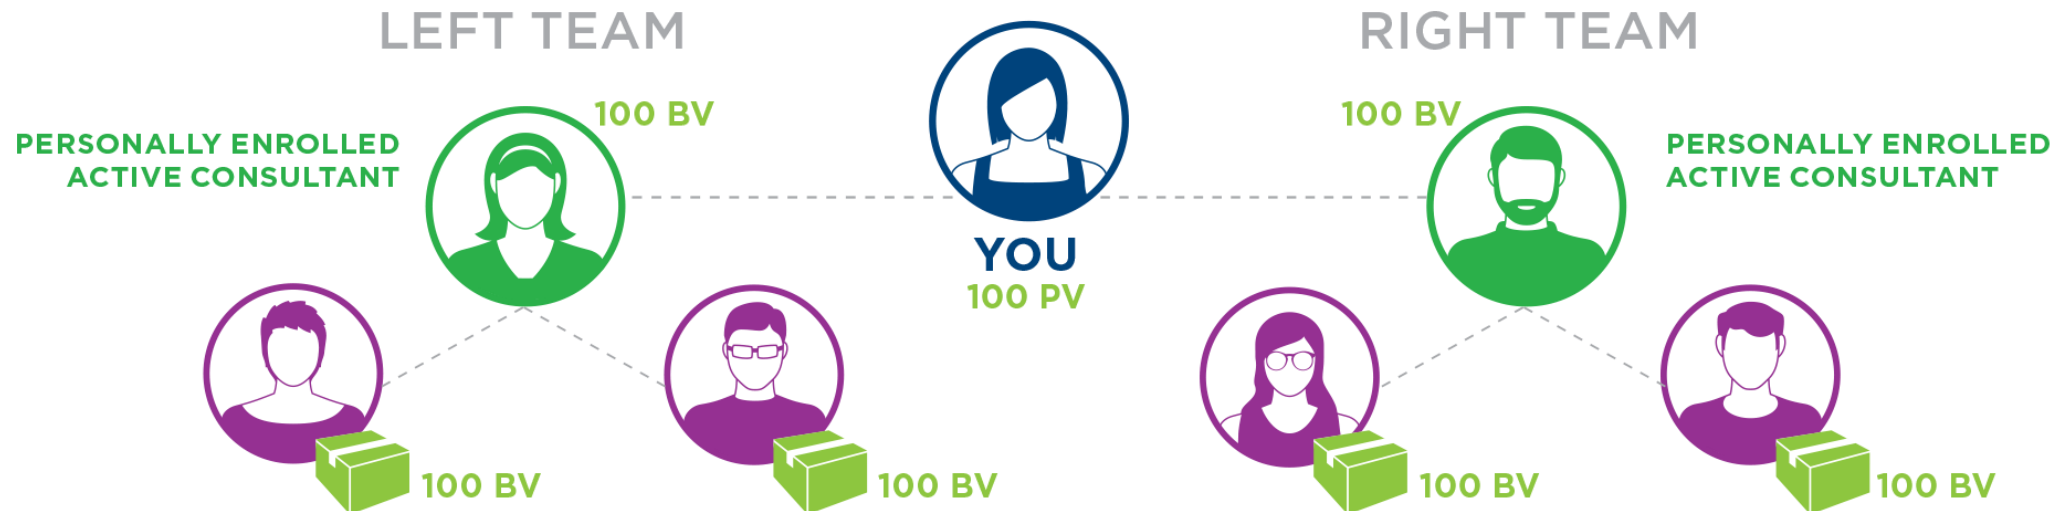 LEFT TEAM
RIGHT TEAM
100 BV
100 BV
PERSONALLY ENROLLED
ACTIVE CONSULTANT
PERSONALLY ENROLLED
ACTIVE CONSULTANT
YOU
100 PV
100 BV
100 BV
100 BV
100 BV